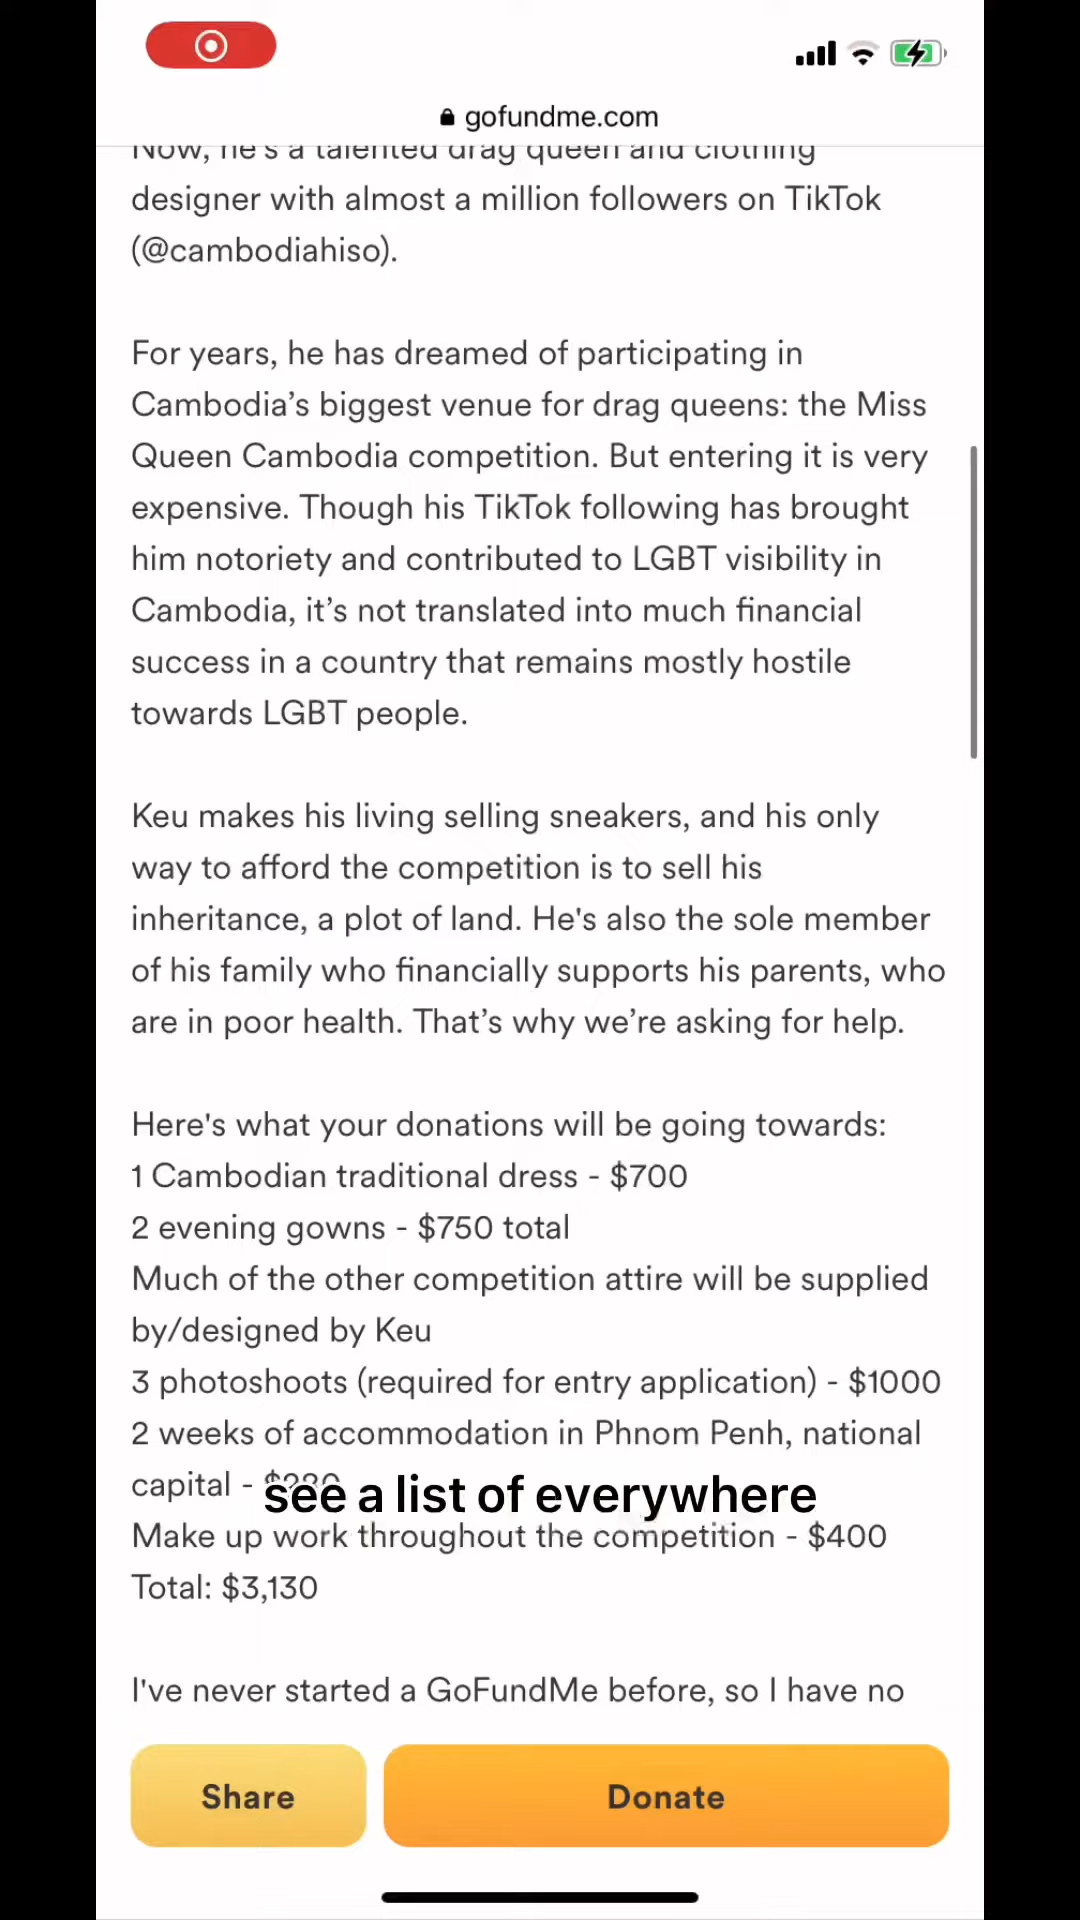 gofundme.com
Now, he's a talented drag queen and clothing
designer with almost a million followers on TikTok
(@cambodiahiso).
For years, he has dreamed of participating in
Cambodia’s biggest venue for drag queens: the Miss
Queen Cambodia competition. But entering it is very
expensive. Though his TikTok following has brought
him notoriety and contributed to LGBT visibility in
Cambodia, it’s not translated into much financial
success in a country that remains mostly hostile
towards LGBT people.
Keu makes his living selling sneakers, and his only
way to afford the competition is to sell his
inheritance, a plot of land. He's also the sole member
of his family who financially supports his parents, who
are in poor health. That’s why we’re asking for help.
Here's what your donations will be going towards:
1 Cambodian traditional dress - $700
2 evening gowns - $750 total
Much of the other competition attire will be supplied
by/designed by Keu
3 photoshoots (required for entry application) - $1000
2 weeks of accommodation in Phnom Penh, national
capital -
see a list of everywhere
Make up work throughout the competition - $400
Total: $3,130
I've never started a GoFundMe before, so I have no
Share
Donate